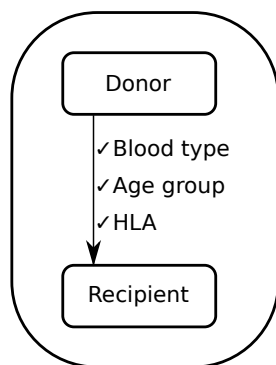 Donor
✓Blood type
✓Age group
✓HLA
Recipient